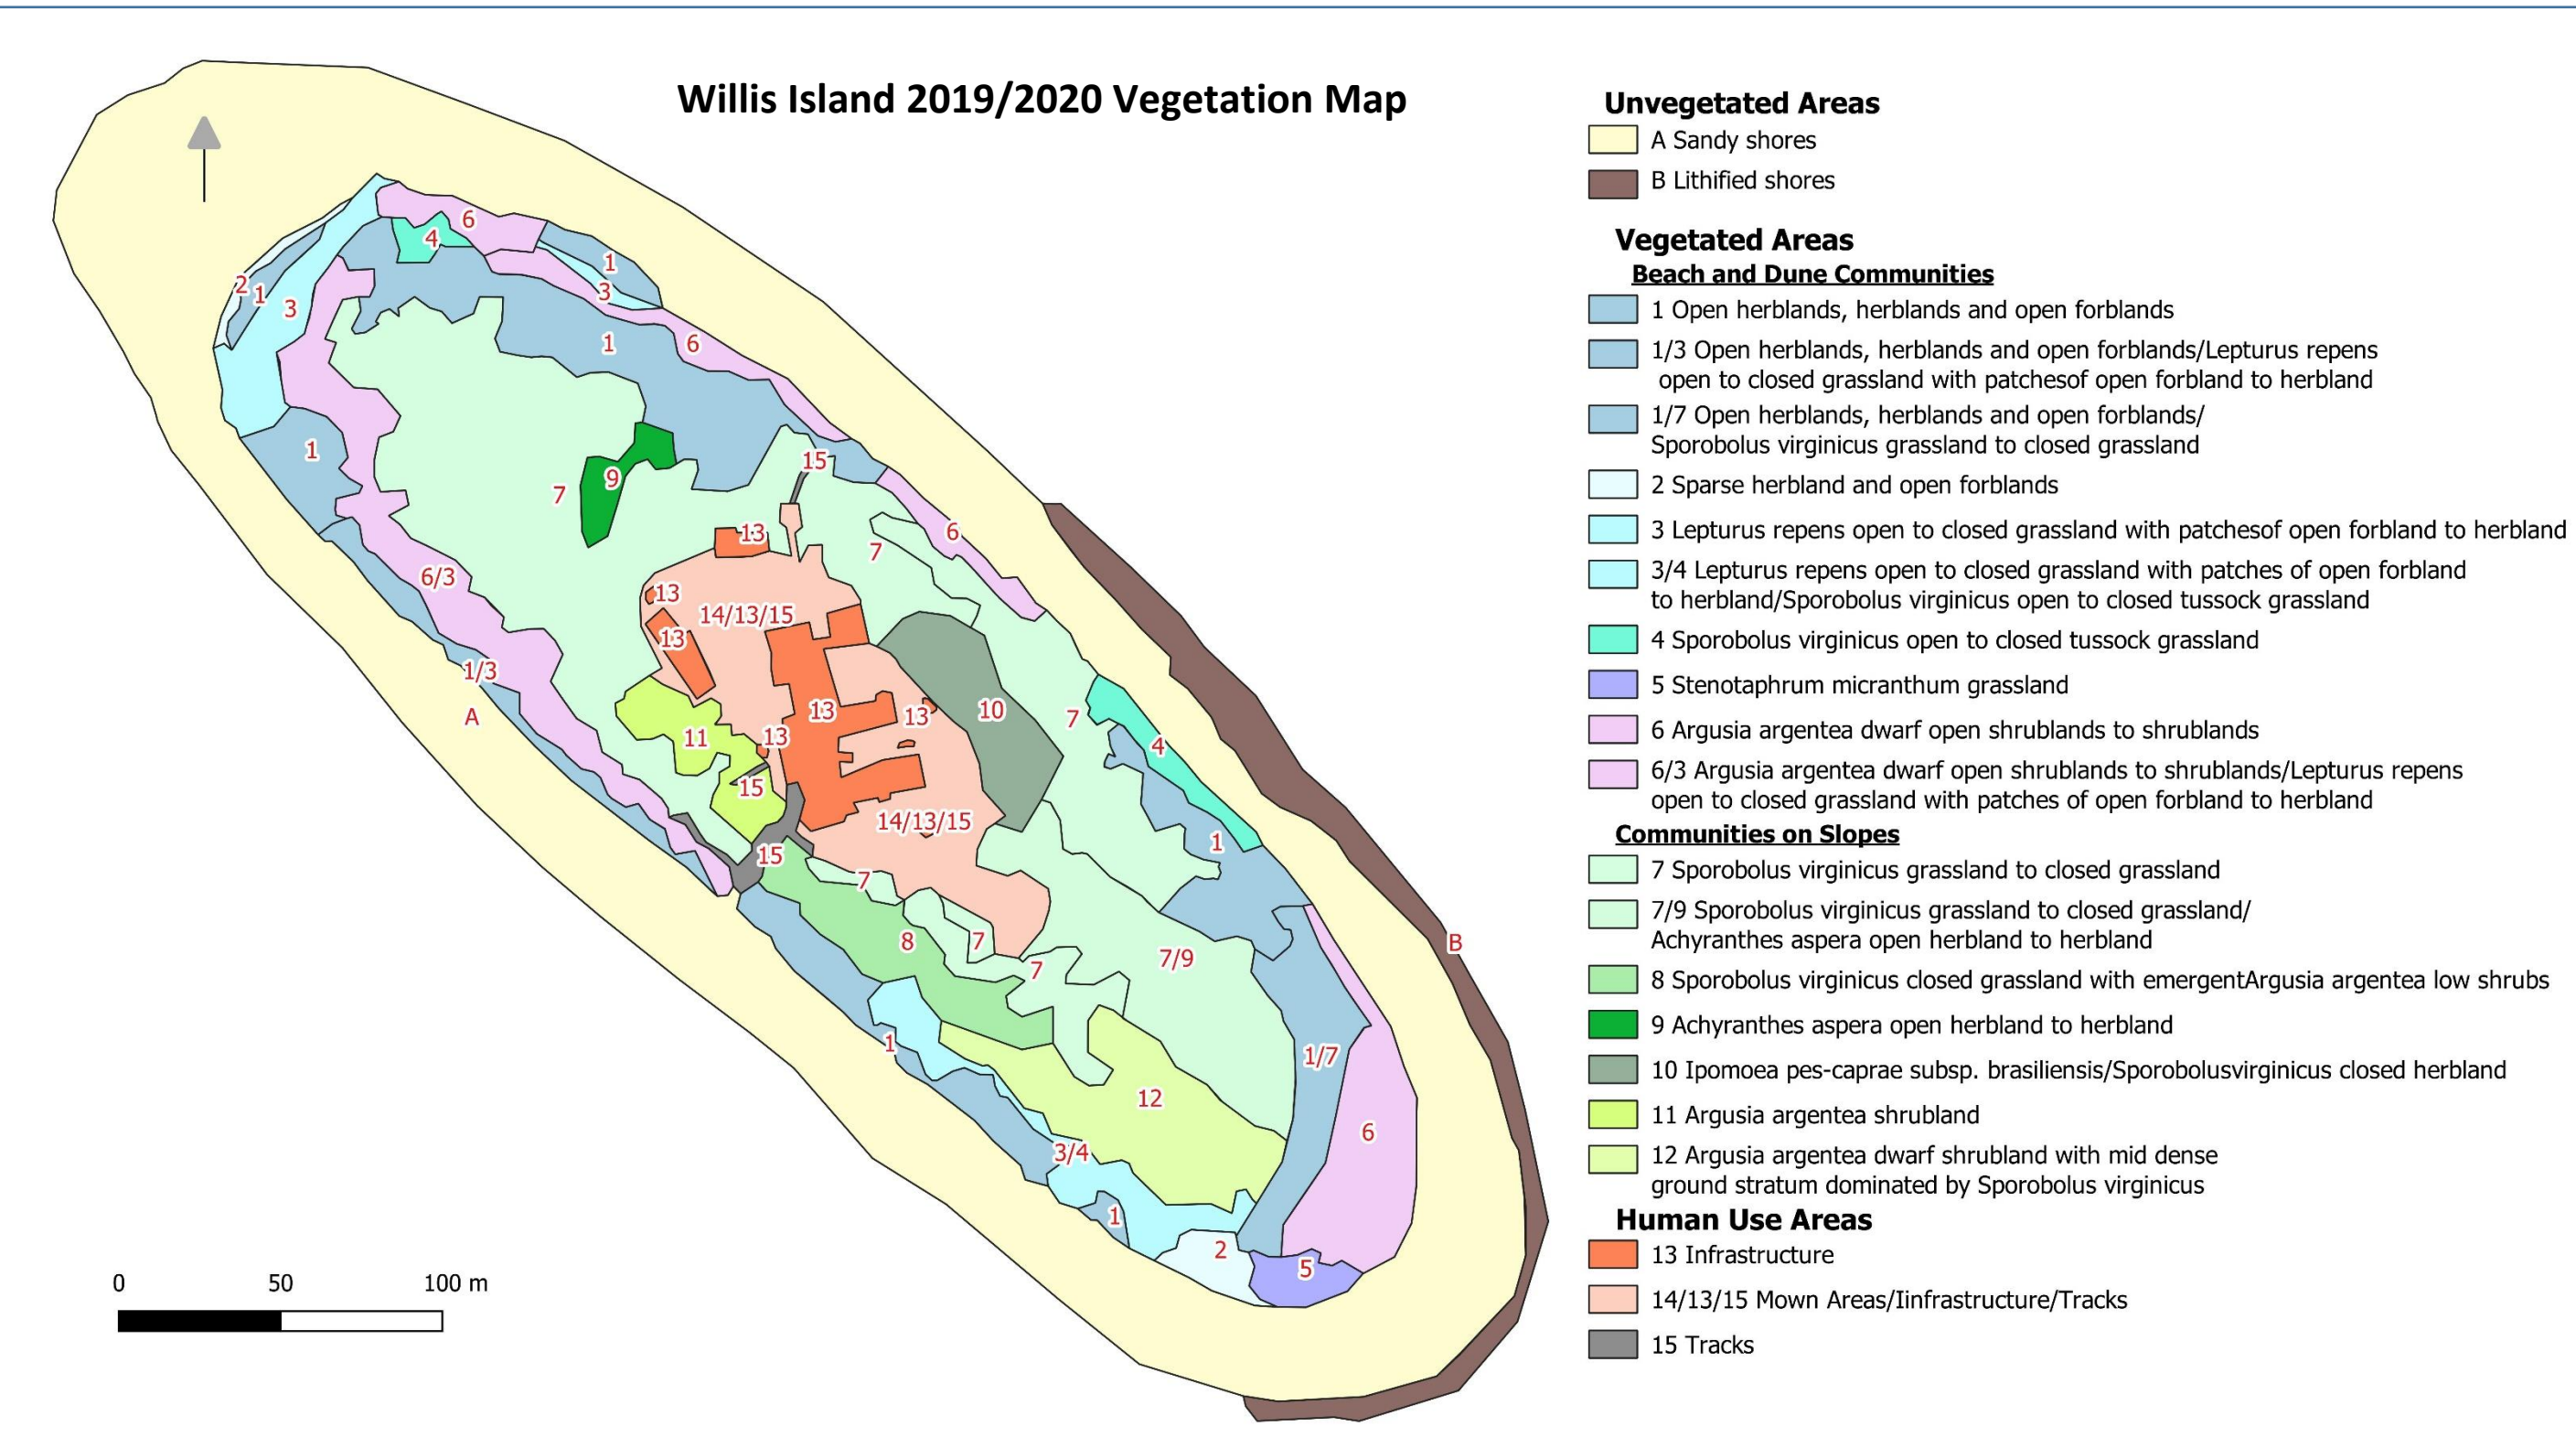 Willis Island 2019/2020 Vegetation Map
6
4
1
3
2
1
3
1
6
1
15
9
7
13
6
7
6/3
13
14/13/15
13
1/3
A
13
13
10
7
11
13
4
15
14/13/15
1
15
7
8
7
B
7/9
7
1
1/7
12
6
3/4
1
2
5
0 50 100 m
Unvegetated Areas
A Sandy shores
B Lithified shores
Vegetated Areas
Beach and Dune Communities
1 Open herblands, herblands and open forblands
1/3 Open herblands, herblands and open forblands/Lepturus repens
open to closed grassland with patchesof open forbland to herbland
1/7 Open herblands, herblands and open forblands/
Sporobolus virginicus grassland to closed grassland
2 Sparse herbland and open forblands
3 Lepturus repens open to closed grassland with patchesof open forbland to herbland
3/4 Lepturus repens open to closed grassland with patches of open forbland
to herbland/Sporobolus virginicus open to closed tussock grassland
4 Sporobolus virginicus open to closed tussock grassland
5 Stenotaphrum micranthum grassland
6 Argusia argentea dwarf open shrublands to shrublands
6/3 Argusia argentea dwarf open shrublands to shrublands/Lepturus repens
open to closed grassland with patches of open forbland to herbland
Communities on Slopes
7 Sporobolus virginicus grassland to closed grassland
7/9 Sporobolus virginicus grassland to closed grassland/
Achyranthes aspera open herbland to herbland
8 Sporobolus virginicus closed grassland with emergentArgusia argentea low shrubs
9 Achyranthes aspera open herbland to herbland
10 Ipomoea pes-caprae subsp. brasiliensis/Sporobolusvirginicus closed herbland
11 Argusia argentea shrubland
12 Argusia argentea dwarf shrubland with mid dense
ground stratum dominated by Sporobolus virginicus
Human Use Areas
13 Infrastructure
14/13/15 Mown Areas/Iinfrastructure/Tracks
15 Tracks